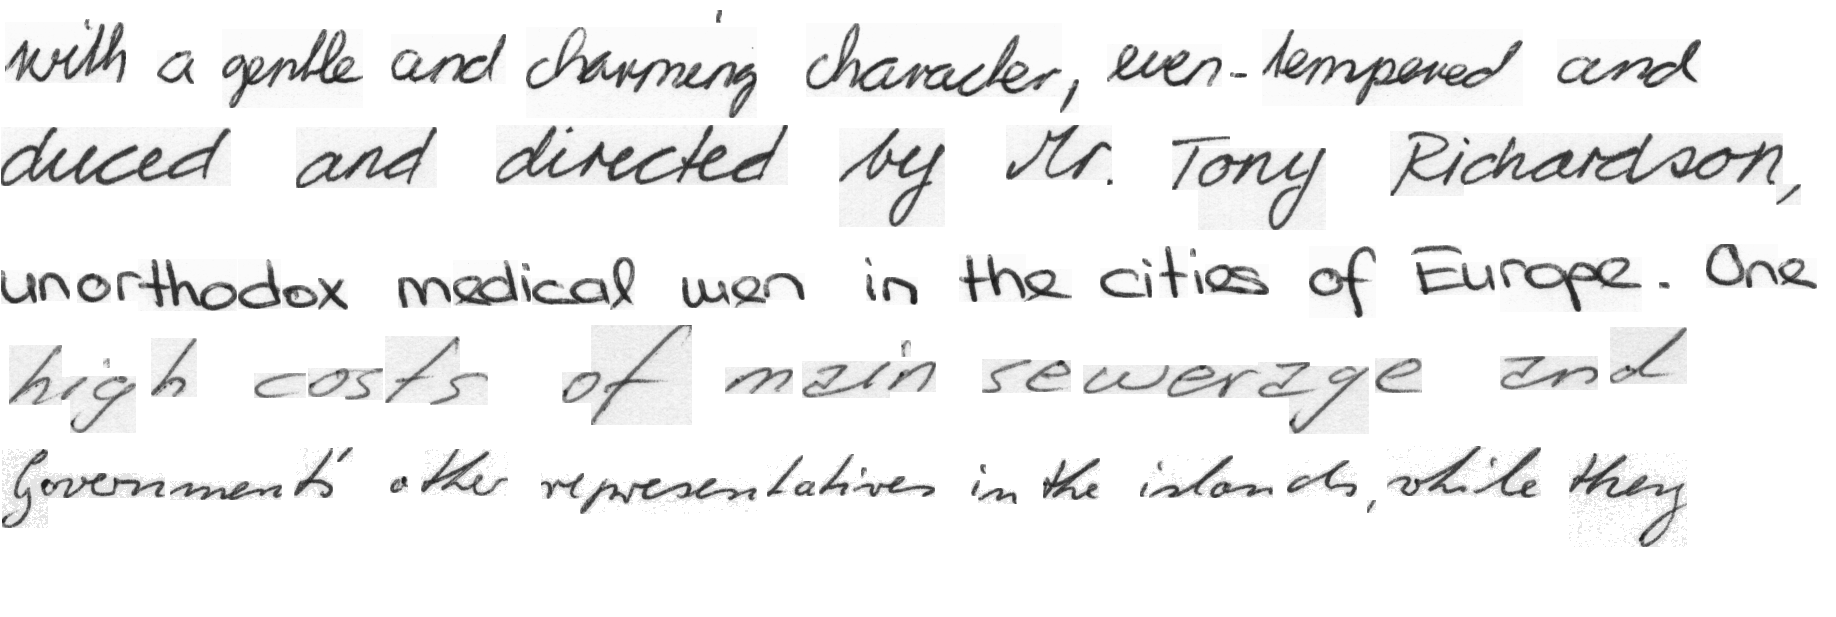 with a gentle and charming character, even-tempered and
duced and directed by Mr. Tony Richardson,
unorthodox medical men in the cities of Europe. One
high costs of main sewerage and
Governments' other representatives in the islands, while they